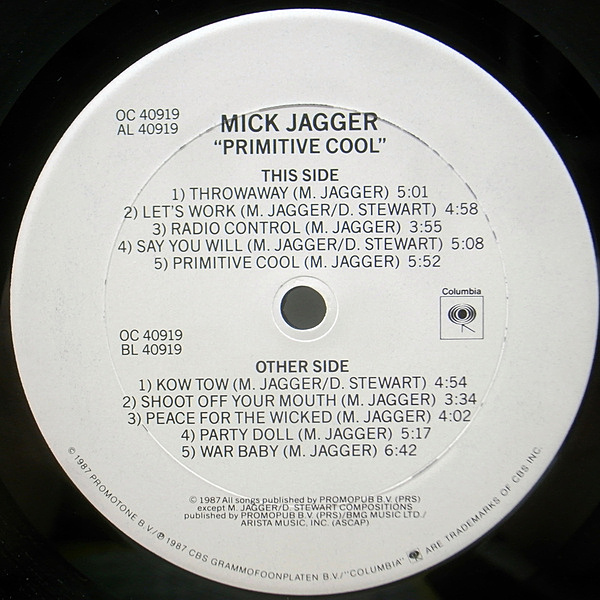 OC 40919
AL 40919
MICK JAGGER
"PRIMITIVE COOL"
THIS SIDE
1) THROWAWAY (M. JAGGER) 5:01
2) LET'S WORK (M. JAGGER/D. STEWART) 4:58
3) RADIO CONTROL (M. JAGGER) 3:55
4) SAY YOU WILL (M. JAGGER/D. STEWART) 5:08
5) PRIMITIVE COOL (M. JAGGER) 5:52
Columbia
OC 40919
BL 40919
OTHER SIDE
1) KOW TOW (M. JAGGER/D. STEWART) 4:54
2) SHOOT OFF YOUR MOUTH (M. JAGGER) 3:34
3) PEACE FOR THE WICKED (M. JAGGER) 4:02
4) PARTY DOLL (M. JAGGER) 5:17
5) WAR BABY (M. JAGGER) 6:42
© 1987 All songs published by PROMOPUB B.V. (PRS)
except M. JAGGER/D. STEWART COMPOSITIONS
published by PROMOPUB B.V. (PRS)/BMG MUSIC LTD./
ARISTA MUSIC, INC. (ASCAP)
© 1987 PROMOTONE B.V./℗ 1987 CBS GRAMMOFOONPLATEN B.V./"COLUMBIA" ARE TRADEMARKS OF CBS INC.